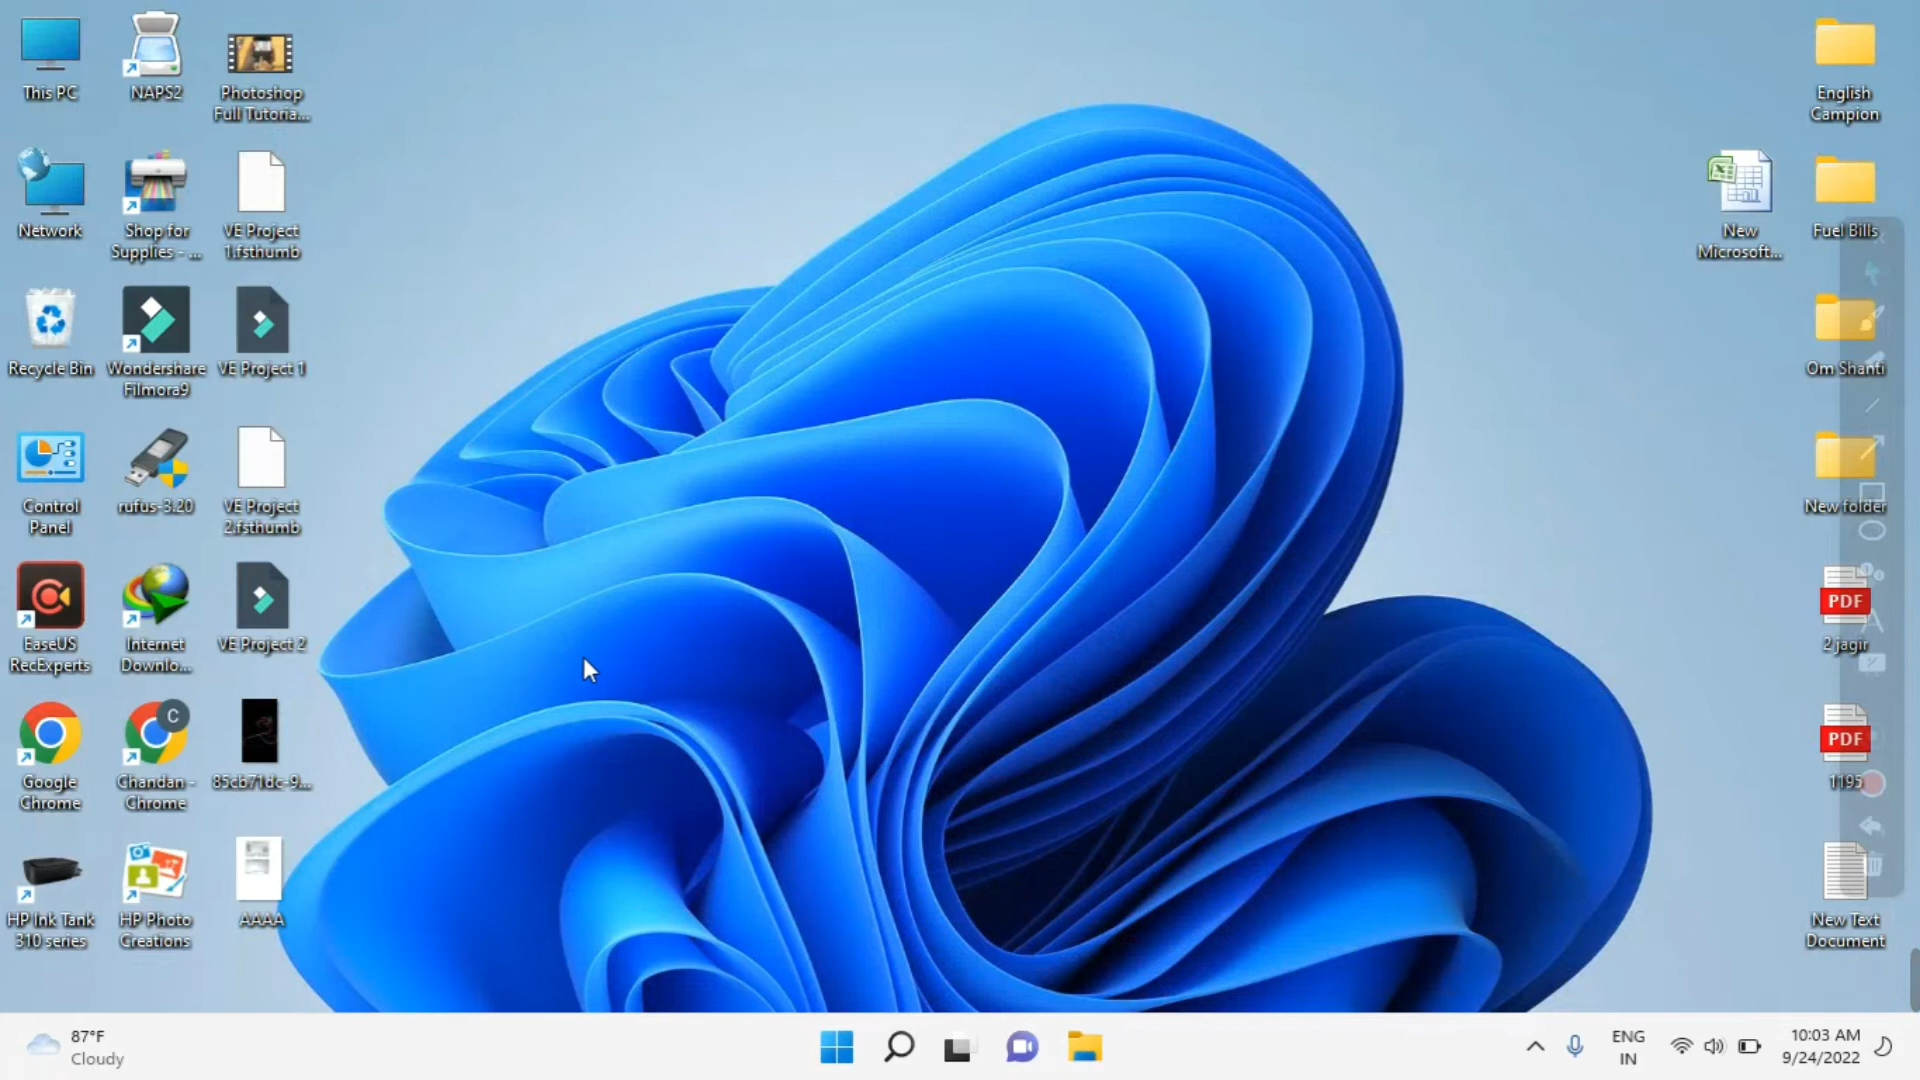 This PC
NAPS2
Photoshop
Full Tutoria...
Network
Shop for
Supplies - ...
VE Project
1.fsthumb
Recycle Bin
Wondershare
Filmora9
VE Project 1
Control
Panel
rufus-3.20
VE Project
2.fsthumb
EaseUS
RecExperts
Internet
Downlo...
VE Project 2
Google
Chrome
C
Chandan -
Chrome
85cb71dc-9...
HP Ink Tank
310 series
HP Photo
Creations
AAAA
English
Campion
New
Microsoft...
Fuel Bills
Om Shanti
New folder
PDF
2 jagir
A
PDF
1195
New Text
Document
87°F
Cloudy
ENG
IN
10:03 AM
9/24/2022